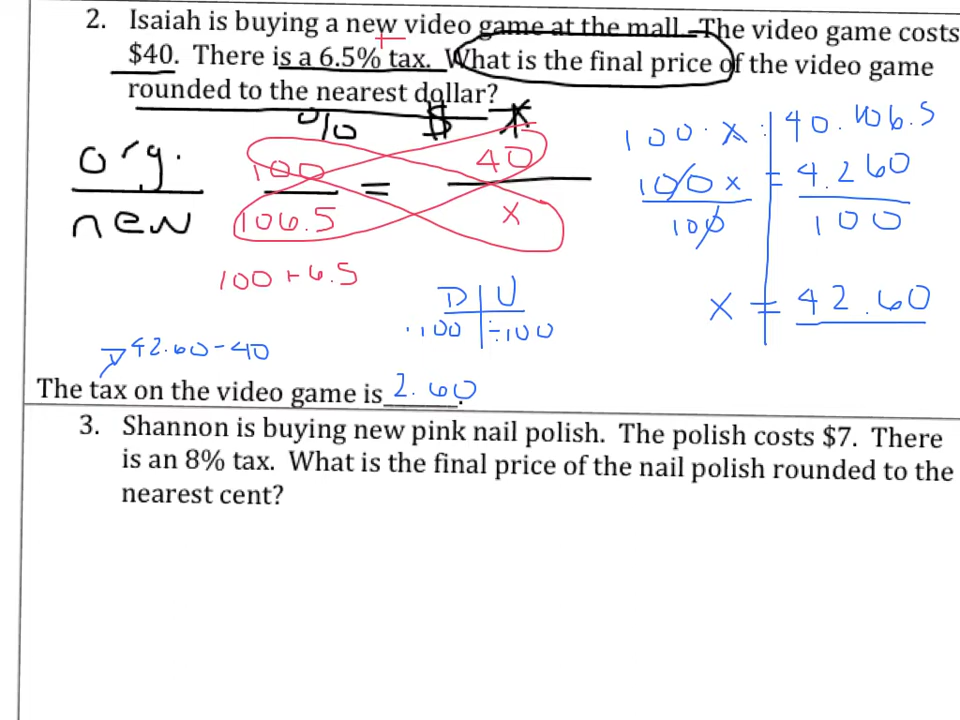 2. Isaiah is buying a new video game at the mall. The video game costs
$40. There is a 6.5% tax. What is the final price of the video game
rounded to the nearest dollar?
% $
org. 100 = 40
new 106.5 x
100 + 6.5
100 · x = 40 · 106.5
100x = 4.260
100 100
x = 42.60
D | U
·100 | ÷100
42.60 - 40
The tax on the video game is 2.60.
3. Shannon is buying new pink nail polish. The polish costs $7. There
is an 8% tax. What is the final price of the nail polish rounded to the
nearest cent?